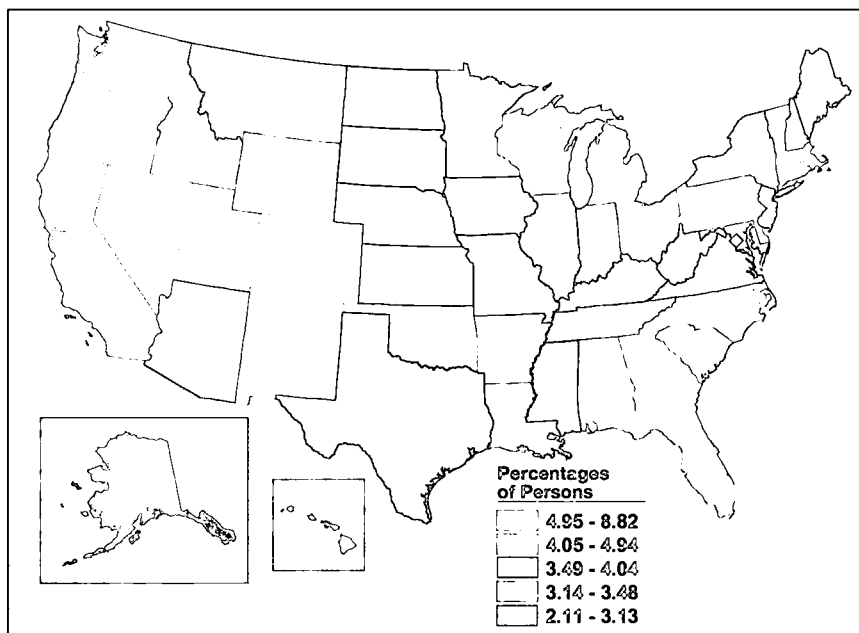 Percentages
of Persons
4.95 - 8.82
4.05 - 4.94
3.49 - 4.04
3.14 - 3.48
2.11 - 3.13